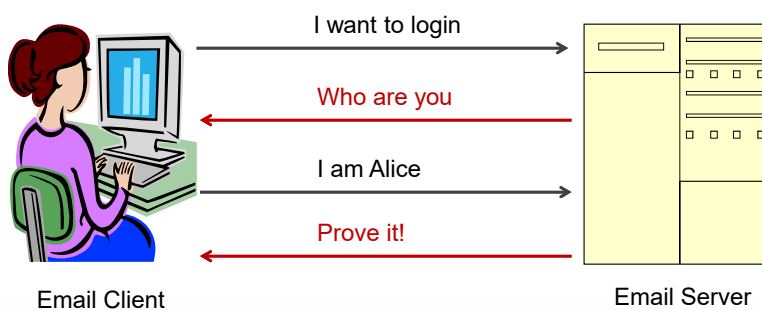 I want to login
Who are you
I am Alice
Prove it!
Email Client
Email Server